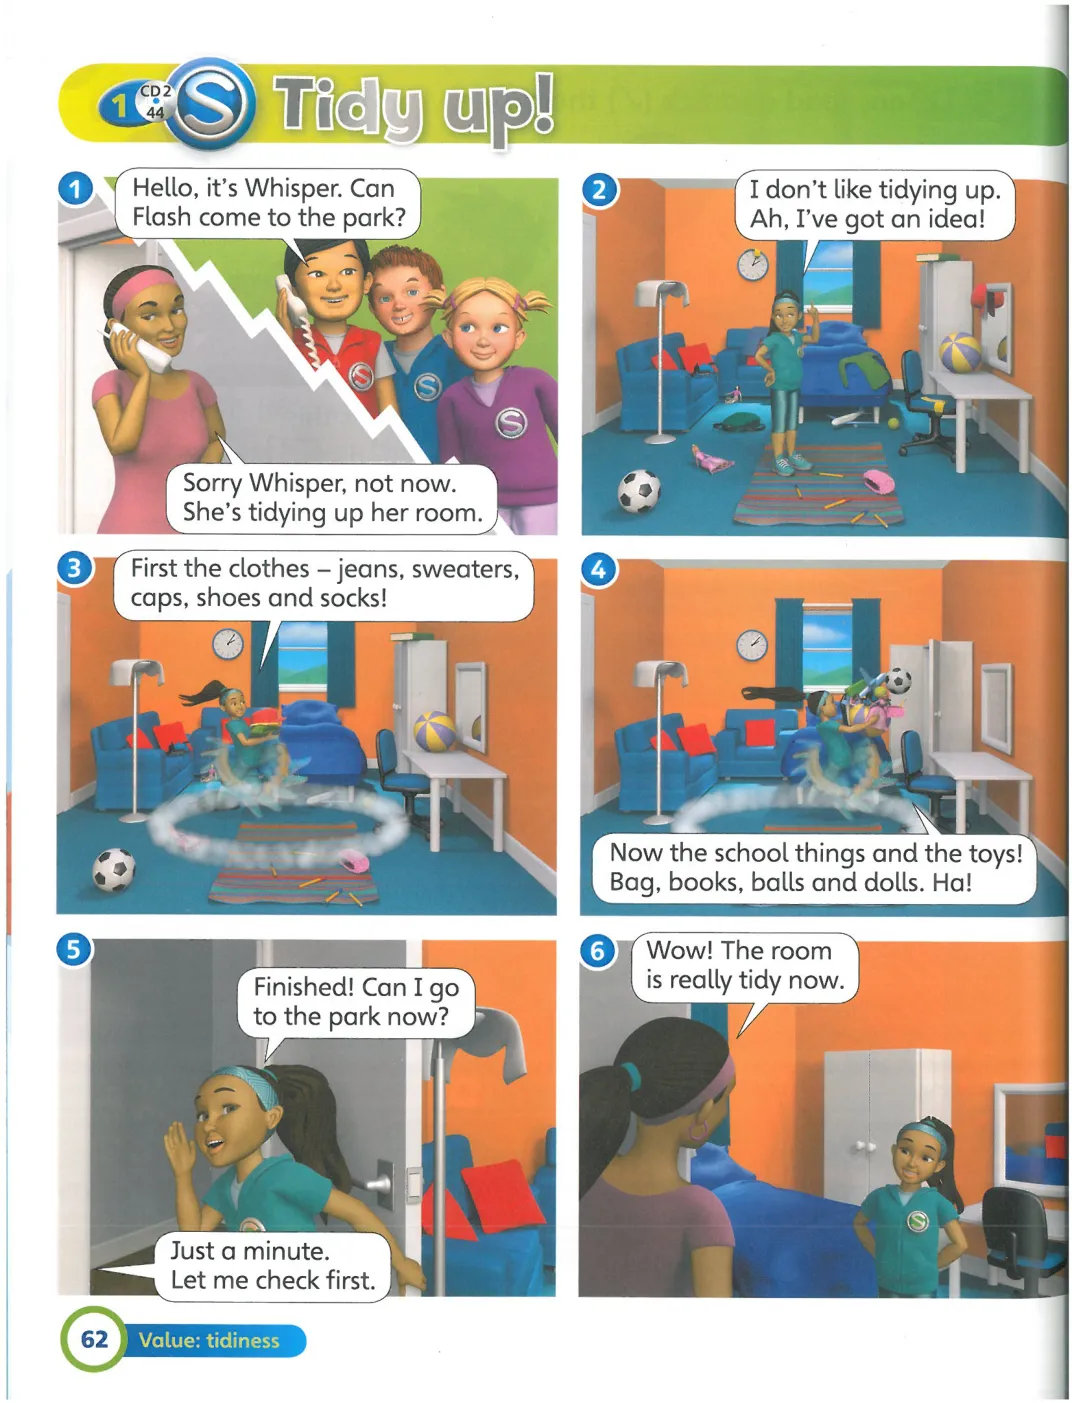 1
CD2
44
S
Tidy up!
1
Hello, it's Whisper. Can
Flash come to the park?
S
S
S
Sorry Whisper, not now.
She's tidying up her room.
2
I don't like tidying up.
Ah, I've got an idea!
3
First the clothes – jeans, sweaters,
caps, shoes and socks!
4
Now the school things and the toys!
Bag, books, balls and dolls. Ha!
5
Finished! Can I go
to the park now?
Just a minute.
Let me check first.
6
Wow! The room
is really tidy now.
S
62
Value: tidiness